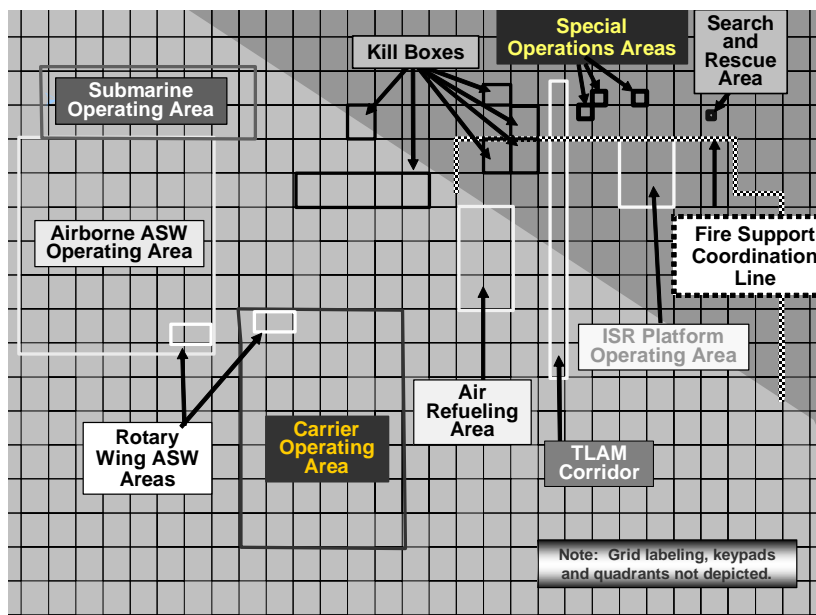 Kill Boxes
Special
Operations Areas
Search
and
Rescue
Area
Submarine
Operating Area
Airborne ASW
Operating Area
Fire Support
Coordination
Line
ISR Platform
Operating Area
Air
Refueling
Area
Rotary
Wing ASW
Areas
Carrier
Operating
Area
TLAM
Corridor
Note: Grid labeling, keypads
and quadrants not depicted.